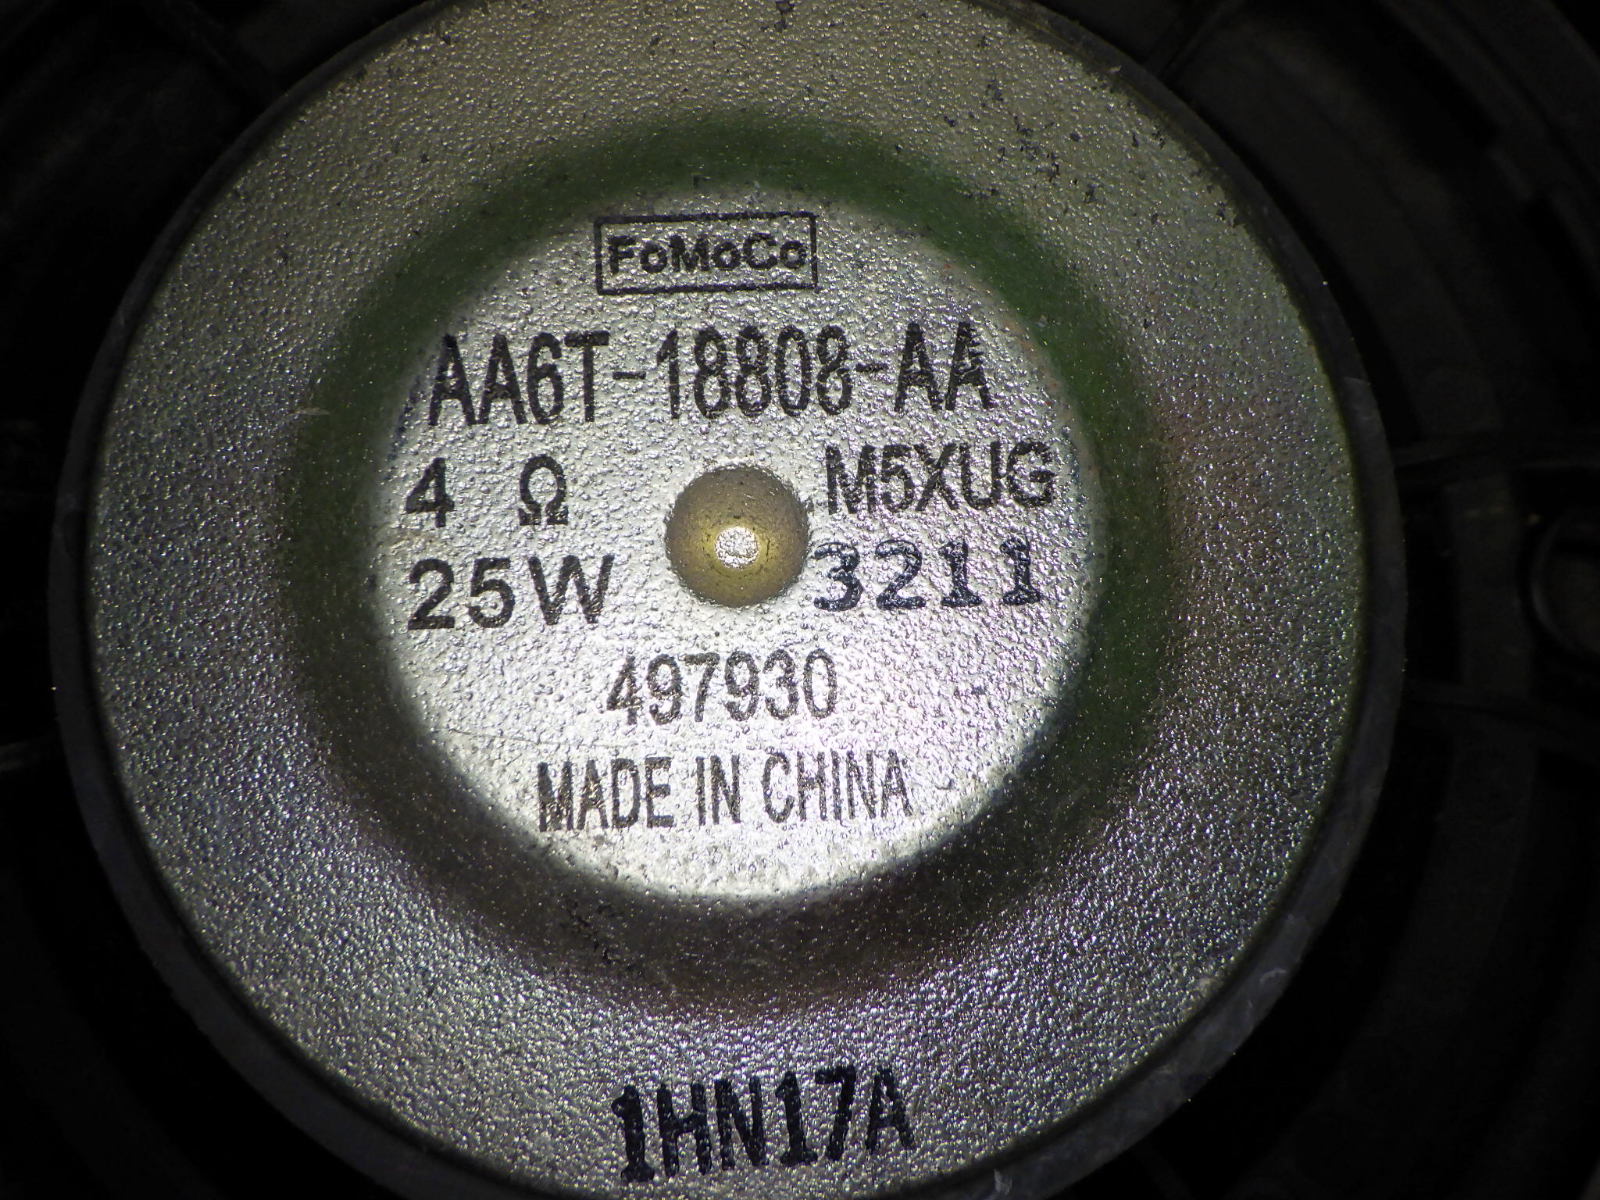 FoMoCo
AA6T-18808-AA
4 Ω M5XUG
25W 3211
497930
MADE IN CHINA
1HN17A